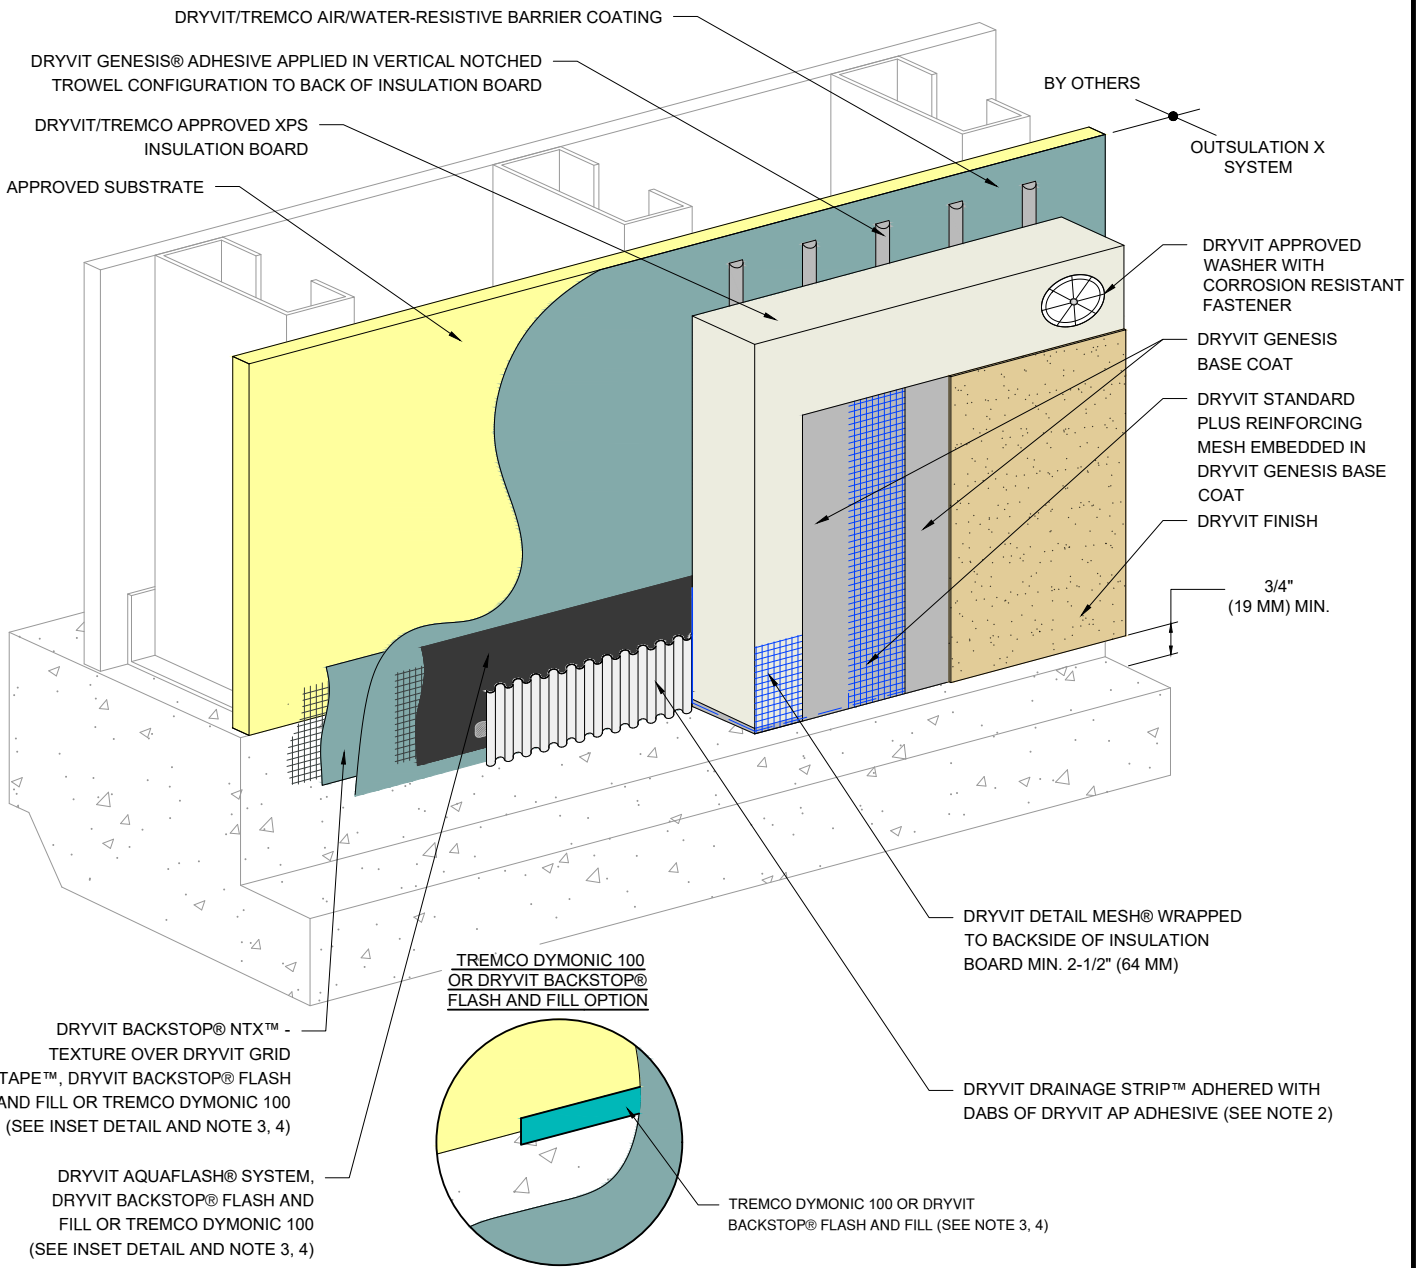 DRYVIT/TREMCO AIR/WATER-RESISTIVE BARRIER COATING
DRYVIT GENESIS® ADHESIVE APPLIED IN VERTICAL NOTCHED
TROWEL CONFIGURATION TO BACK OF INSULATION BOARD
DRYVIT/TREMCO APPROVED XPS
INSULATION BOARD
APPROVED SUBSTRATE
BY OTHERS
OUTSULATION X
SYSTEM
DRYVIT APPROVED
WASHER WITH
CORROSION RESISTANT
FASTENER
DRYVIT GENESIS
BASE COAT
DRYVIT STANDARD
PLUS REINFORCING
MESH EMBEDDED IN
DRYVIT GENESIS BASE
COAT
DRYVIT FINISH
3/4"
(19 MM) MIN.
DRYVIT DETAIL MESH® WRAPPED
TO BACKSIDE OF INSULATION
BOARD MIN. 2-1/2" (64 MM)
DRYVIT DRAINAGE STRIP™ ADHERED WITH
DABS OF DRYVIT AP ADHESIVE (SEE NOTE 2)
TREMCO DYMONIC 100
OR DRYVIT BACKSTOP®
FLASH AND FILL OPTION
TREMCO DYMONIC 100 OR DRYVIT
BACKSTOP® FLASH AND FILL (SEE NOTE 3, 4)
DRYVIT BACKSTOP® NTX™ -
TEXTURE OVER DRYVIT GRID
TAPE™, DRYVIT BACKSTOP® FLASH
AND FILL OR TREMCO DYMONIC 100
(SEE INSET DETAIL AND NOTE 3, 4)
DRYVIT AQUAFLASH® SYSTEM,
DRYVIT BACKSTOP® FLASH AND
FILL OR TREMCO DYMONIC 100
(SEE INSET DETAIL AND NOTE 3, 4)